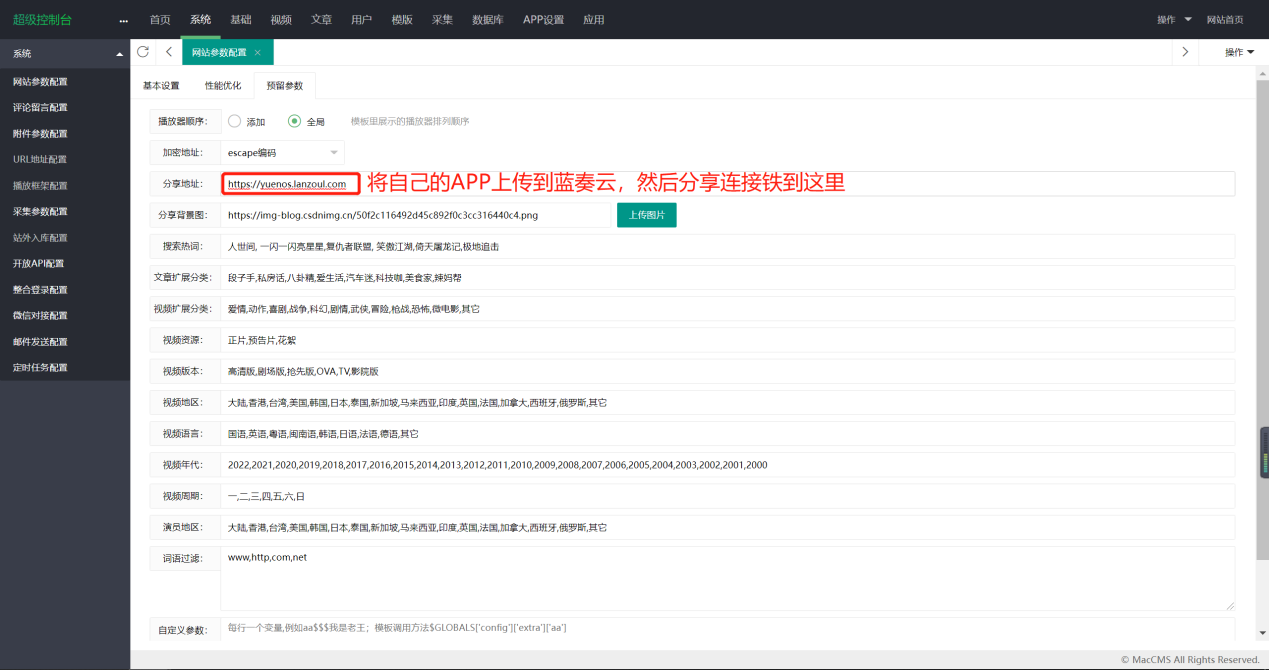 超级控制台 ... 首页 系统 基础 视频 文章 用户 模版 采集 数据库 APP设置 应用 操作 网站首页
系统 网站参数配置 × 操作
网站参数配置
评论留言配置
附件参数配置
URL地址配置
播放框架配置
采集参数配置
站外入库配置
开放API配置
整合登录配置
微信对接配置
邮件发送配置
定时任务配置
基本设置 性能优化 预留参数
播放器顺序: 添加 全局 模板里展示的播放器排列顺序
加密地址: escape编码
分享地址: https://yuenos.lanzoul.com 将自己的APP上传到蓝奏云，然后分享连接铁到这里
分享背景图: https://img-blog.csdnimg.cn/50f2c116492d45c892f0c3cc316440c4.png 上传图片
搜索热词: 人世间, 一闪一闪亮星星,复仇者联盟, 笑傲江湖,倚天屠龙记,极地追击
文章扩展分类: 段子手,私房话,八卦精,爱生活,汽车迷,科技咖,美食家,辣妈帮
视频扩展分类: 爱情,动作,喜剧,战争,科幻,剧情,武侠,冒险,枪战,恐怖,微电影,其它
视频资源: 正片,预告片,花絮
视频版本: 高清版,剧场版,抢先版,OVA,TV,影院版
视频地区: 大陆,香港,台湾,美国,韩国,日本,泰国,新加坡,马来西亚,印度,英国,法国,加拿大,西班牙,俄罗斯,其它
视频语言: 国语,英语,粤语,闽南语,韩语,日语,法语,德语,其它
视频年代: 2022,2021,2020,2019,2018,2017,2016,2015,2014,2013,2012,2011,2010,2009,2008,2007,2006,2005,2004,2003,2002,2001,2000
视频周期: 一,二,三,四,五,六,日
演员地区: 大陆,香港,台湾,美国,韩国,日本,泰国,新加坡,马来西亚,印度,英国,法国,加拿大,西班牙,俄罗斯,其它
词语过滤: www,http,com,net
自定义参数: 每行一个变量,例如aa$$$我是老王；模板调用方法$GLOBALS['config']['extra']['aa']
© MacCMS All Rights Reserved.